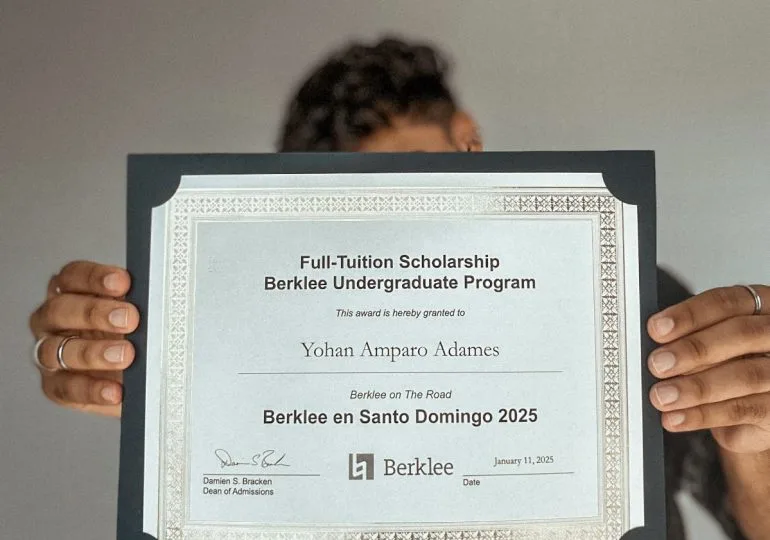 Full-Tuition Scholarship
Berklee Undergraduate Program
This award is hereby granted to
Yohan Amparo Adames
Berklee on The Road
Berklee en Santo Domingo 2025
Damien S. Bracken
Dean of Admissions
Berklee
January 11, 2025
Date